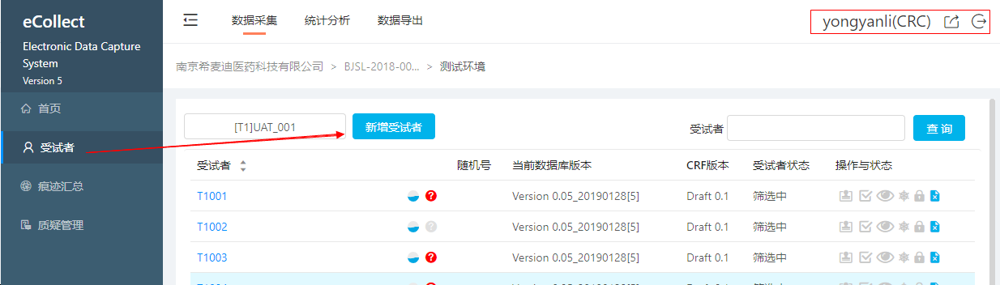 eCollect
Electronic Data Capture
System
Version 5
首页
受试者
痕迹汇总
质疑管理
数据采集 统计分析 数据导出
yongyanli(CRC)
南京希麦迪医药科技有限公司 > BJSL-2018-00... > 测试环境
[T1]UAT_001 新增受试者 受试者 查 询
受试者 随机号 当前数据库版本 CRF版本 受试者状态 操作与状态
T1001 Version 0.05_20190128[5] Draft 0.1 筛选中
T1002 Version 0.05_20190128[5] Draft 0.1 筛选中
T1003 Version 0.05_20190128[5] Draft 0.1 筛选中